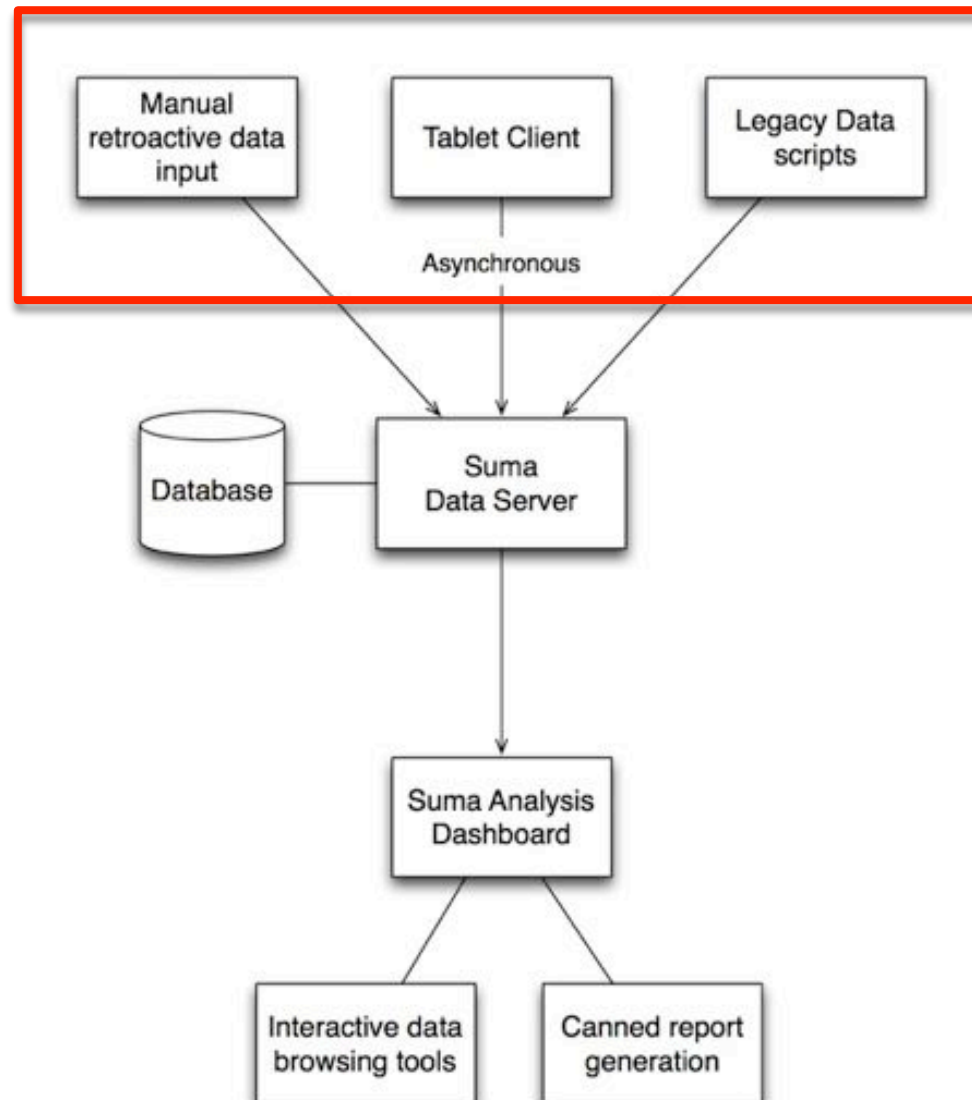 Manual
retroactive data
input
Tablet Client
Legacy Data
scripts
Asynchronous
Database
Suma
Data Server
Suma Analysis
Dashboard
Interactive data
browsing tools
Canned report
generation